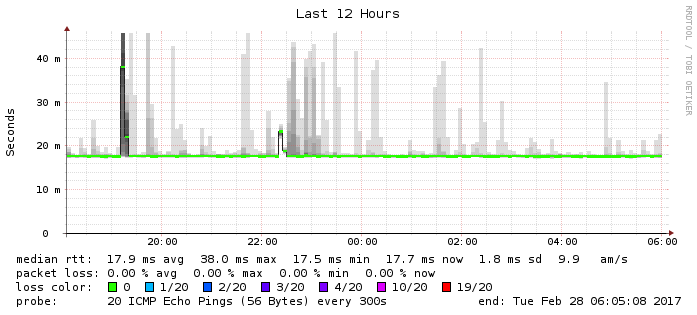 Last 12 Hours
RRDTOOL / TOBI OETIKER
Seconds
40 m
30 m
20 m
10 m
0
20:00 22:00 00:00 02:00 04:00 06:00
median rtt: 17.9 ms avg 38.0 ms max 17.5 ms min 17.7 ms now 1.8 ms sd 9.9 am/s
packet loss: 0.00 % avg 0.00 % max 0.00 % min 0.00 % now
loss color: 0 1/20 2/20 3/20 4/20 10/20 19/20
probe: 20 ICMP Echo Pings (56 Bytes) every 300s end: Tue Feb 28 06:05:08 2017